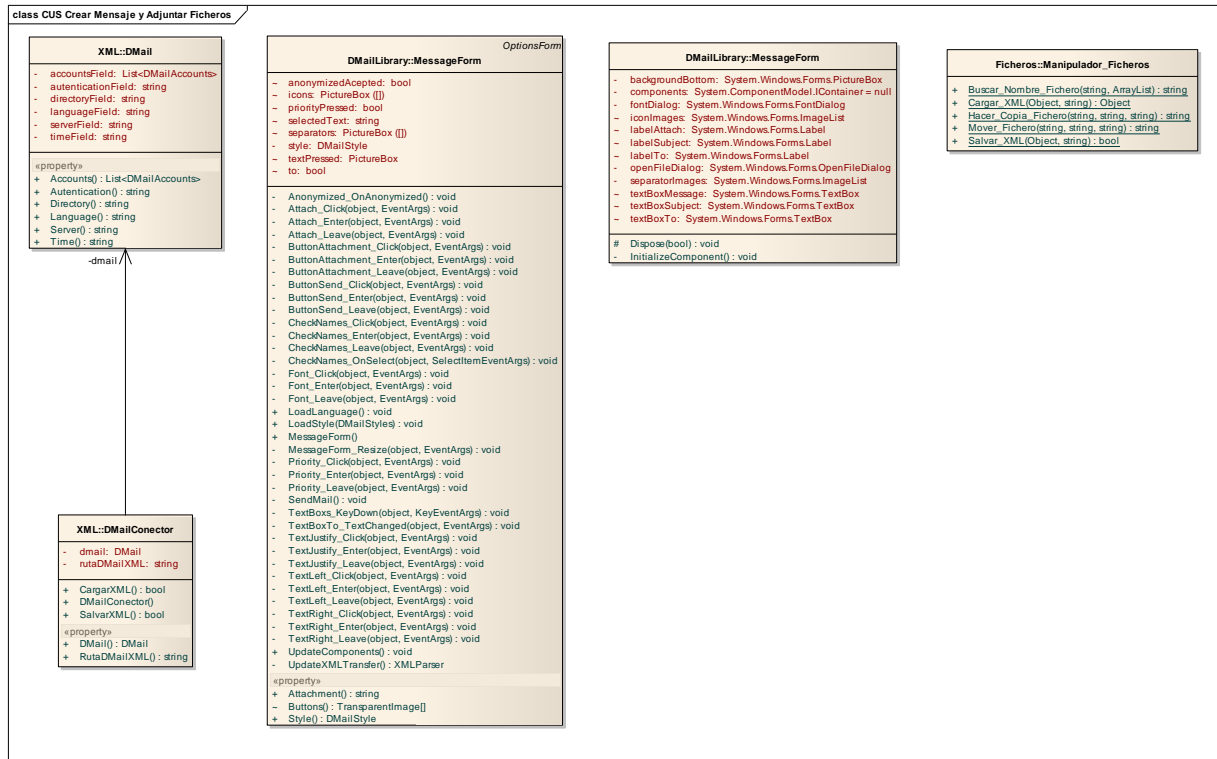 class CUS Crear Mensaje y Adjuntar Ficheros
XML::DMail
- accountsField: List<DMailAccounts>
- autenticationField: string
- directoryField: string
- languageField: string
- serverField: string
- timeField: string
«property»
+ Accounts() : List<DMailAccounts>
+ Autentication() : string
+ Directory() : string
+ Language() : string
+ Server() : string
+ Time() : string
-dmail
XML::DMailConector
- dmail: DMail
- rutaDMailXML: string
+ CargarXML() : bool
+ DMailConector()
+ SalvarXML() : bool
«property»
+ DMail() : DMail
+ RutaDMailXML() : string
OptionsForm
DMailLibrary::MessageForm
~ anonymizedAcepted: bool
~ icons: PictureBox ([])
~ priorityPressed: bool
~ selectedText: string
~ separators: PictureBox ([])
- style: DMailStyle
~ textPressed: PictureBox
~ to: bool
- Anonymized_OnAnonymized() : void
- Attach_Click(object, EventArgs) : void
- Attach_Enter(object, EventArgs) : void
- Attach_Leave(object, EventArgs) : void
- ButtonAttachment_Click(object, EventArgs) : void
- ButtonAttachment_Enter(object, EventArgs) : void
- ButtonAttachment_Leave(object, EventArgs) : void
- ButtonSend_Click(object, EventArgs) : void
- ButtonSend_Enter(object, EventArgs) : void
- ButtonSend_Leave(object, EventArgs) : void
- CheckNames_Click(object, EventArgs) : void
- CheckNames_Enter(object, EventArgs) : void
- CheckNames_Leave(object, EventArgs) : void
- CheckNames_OnSelect(object, SelectItemEventArgs) : void
- Font_Click(object, EventArgs) : void
- Font_Enter(object, EventArgs) : void
- Font_Leave(object, EventArgs) : void
+ LoadLanguage() : void
+ LoadStyle(DMailStyles) : void
+ MessageForm()
- MessageForm_Resize(object, EventArgs) : void
- Priority_Click(object, EventArgs) : void
- Priority_Enter(object, EventArgs) : void
- Priority_Leave(object, EventArgs) : void
- SendMail() : void
- TextBoxs_KeyDown(object, KeyEventArgs) : void
- TextBoxTo_TextChanged(object, EventArgs) : void
- TextJustify_Click(object, EventArgs) : void
- TextJustify_Enter(object, EventArgs) : void
- TextJustify_Leave(object, EventArgs) : void
- TextLeft_Click(object, EventArgs) : void
- TextLeft_Enter(object, EventArgs) : void
- TextLeft_Leave(object, EventArgs) : void
- TextRight_Click(object, EventArgs) : void
- TextRight_Enter(object, EventArgs) : void
- TextRight_Leave(object, EventArgs) : void
+ UpdateComponents() : void
- UpdateXMLTransfer() : XMLParser
«property»
+ Attachment() : string
~ Buttons() : TransparentImage[]
+ Style() : DMailStyle
DMailLibrary::MessageForm
- backgroundBottom: System.Windows.Forms.PictureBox
- components: System.ComponentModel.IContainer = null
- fontDialog: System.Windows.Forms.FontDialog
~ iconImages: System.Windows.Forms.ImageList
~ labelAttach: System.Windows.Forms.Label
~ labelSubject: System.Windows.Forms.Label
~ labelTo: System.Windows.Forms.Label
- openFileDialog: System.Windows.Forms.OpenFileDialog
- separatorImages: System.Windows.Forms.ImageList
~ textBoxMessage: System.Windows.Forms.TextBox
~ textBoxSubject: System.Windows.Forms.TextBox
~ textBoxTo: System.Windows.Forms.TextBox
# Dispose(bool) : void
- InitializeComponent() : void
Ficheros::Manipulador_Ficheros
+ Buscar_Nombre_Fichero(string, ArrayList) : string
+ Cargar_XML(Object, string) : Object
+ Hacer_Copia_Fichero(string, string, string) : string
+ Mover_Fichero(string, string, string) : string
+ Salvar_XML(Object, string) : bool